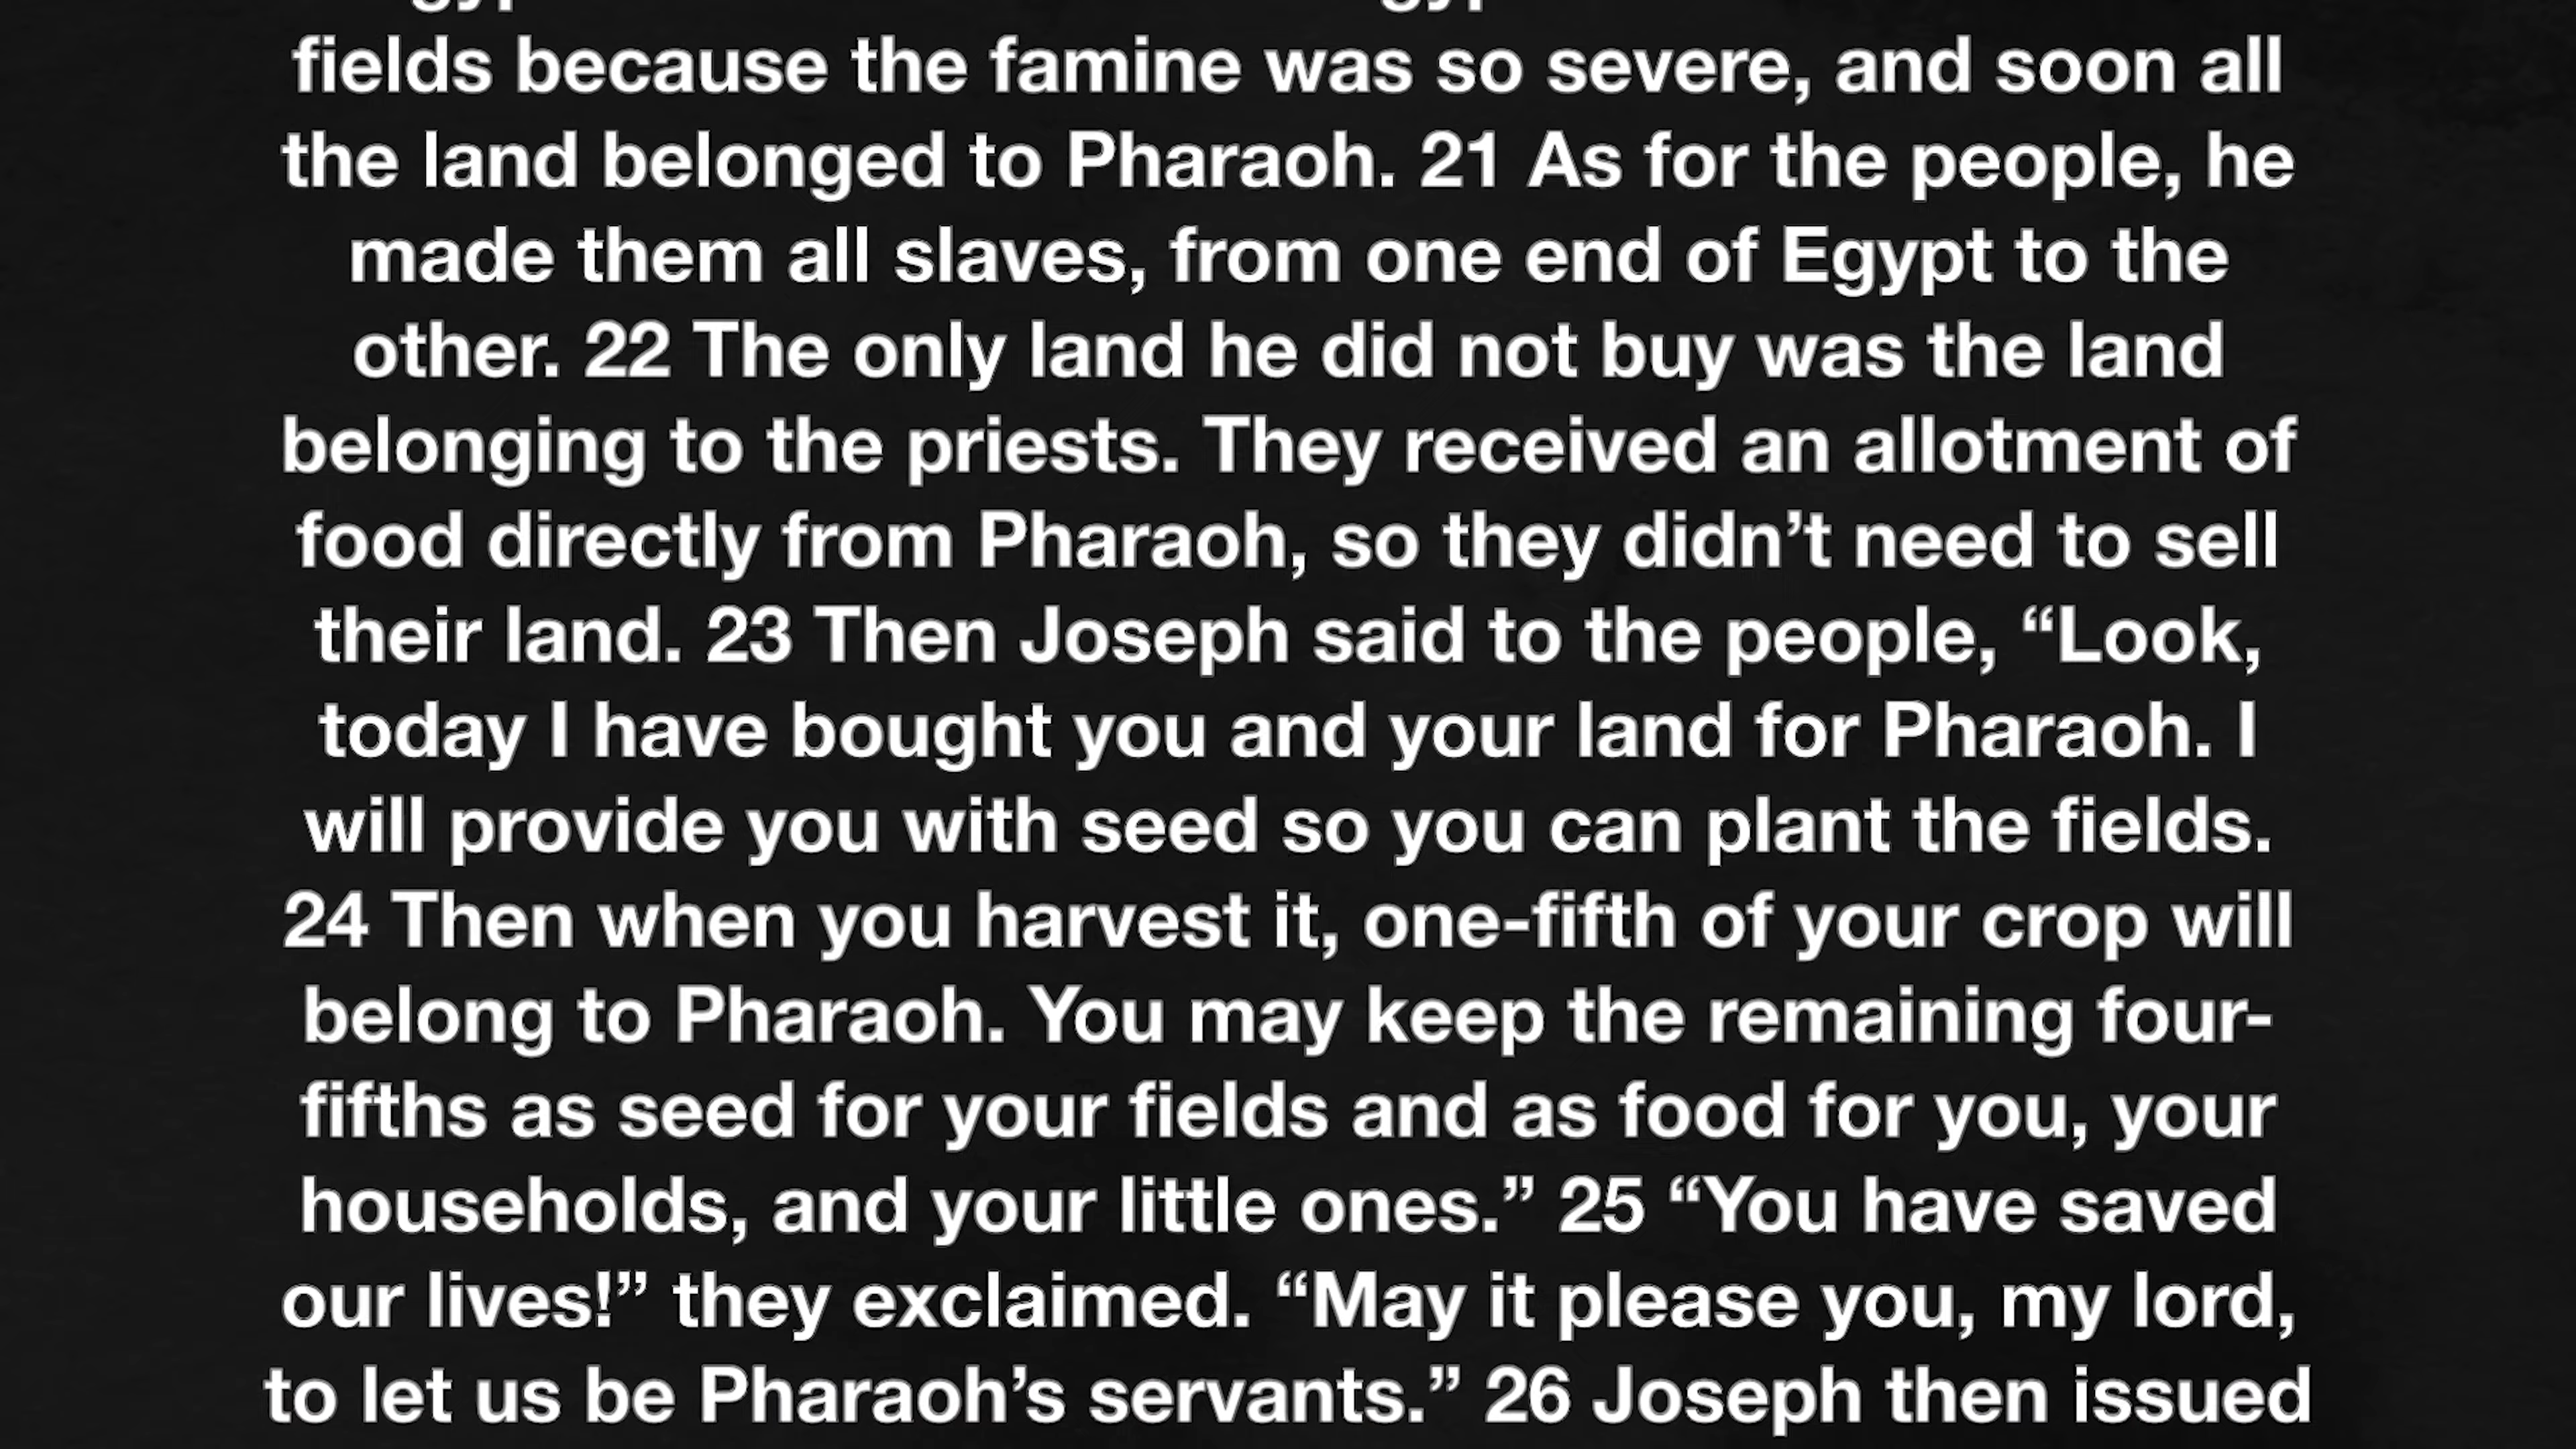 fields because the famine was so severe, and soon all
the land belonged to Pharaoh. 21 As for the people, he
made them all slaves, from one end of Egypt to the
other. 22 The only land he did not buy was the land
belonging to the priests. They received an allotment of
food directly from Pharaoh, so they didn’t need to sell
their land. 23 Then Joseph said to the people, “Look,
today I have bought you and your land for Pharaoh. I
will provide you with seed so you can plant the fields.
24 Then when you harvest it, one-fifth of your crop will
belong to Pharaoh. You may keep the remaining four-
fifths as seed for your fields and as food for you, your
households, and your little ones.” 25 “You have saved
our lives!” they exclaimed. “May it please you, my lord,
to let us be Pharaoh’s servants.” 26 Joseph then issued